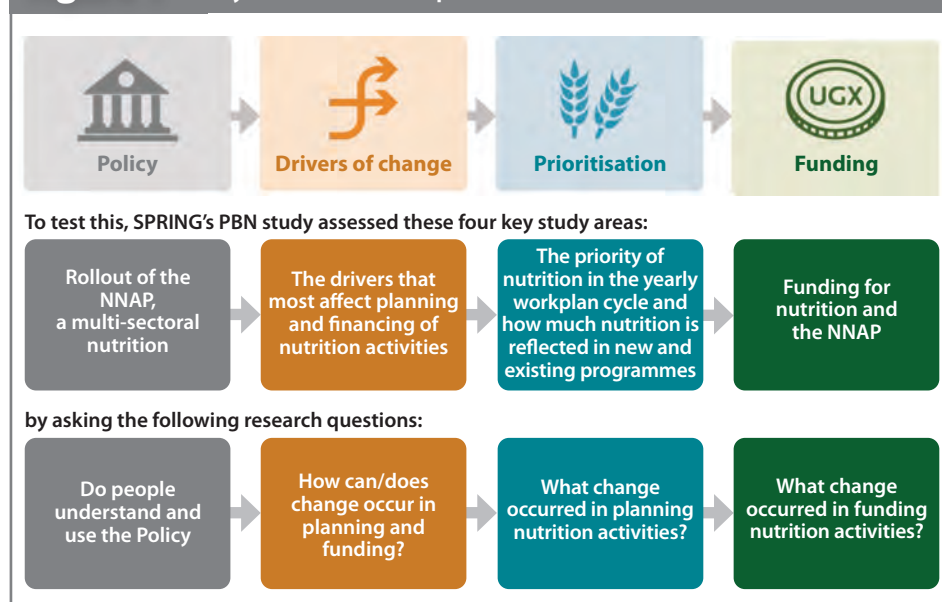 Policy
Drivers of change
Prioritisation
UGX
Funding
To test this, SPRING's PBN study assessed these four key study areas:
Rollout of the
NNAP,
a multi-sectoral
nutrition
The drivers that
most affect planning
and financing of
nutrition activities
The priority of
nutrition in the yearly
workplan cycle and
how much nutrition is
reflected in new and
existing programmes
Funding for
nutrition and
the NNAP
by asking the following research questions:
Do people
understand and
use the Policy
How can/does
change occur in
planning and
funding?
What change
occurred in planning
nutrition activities?
What change
occurred in funding
nutrition activities?